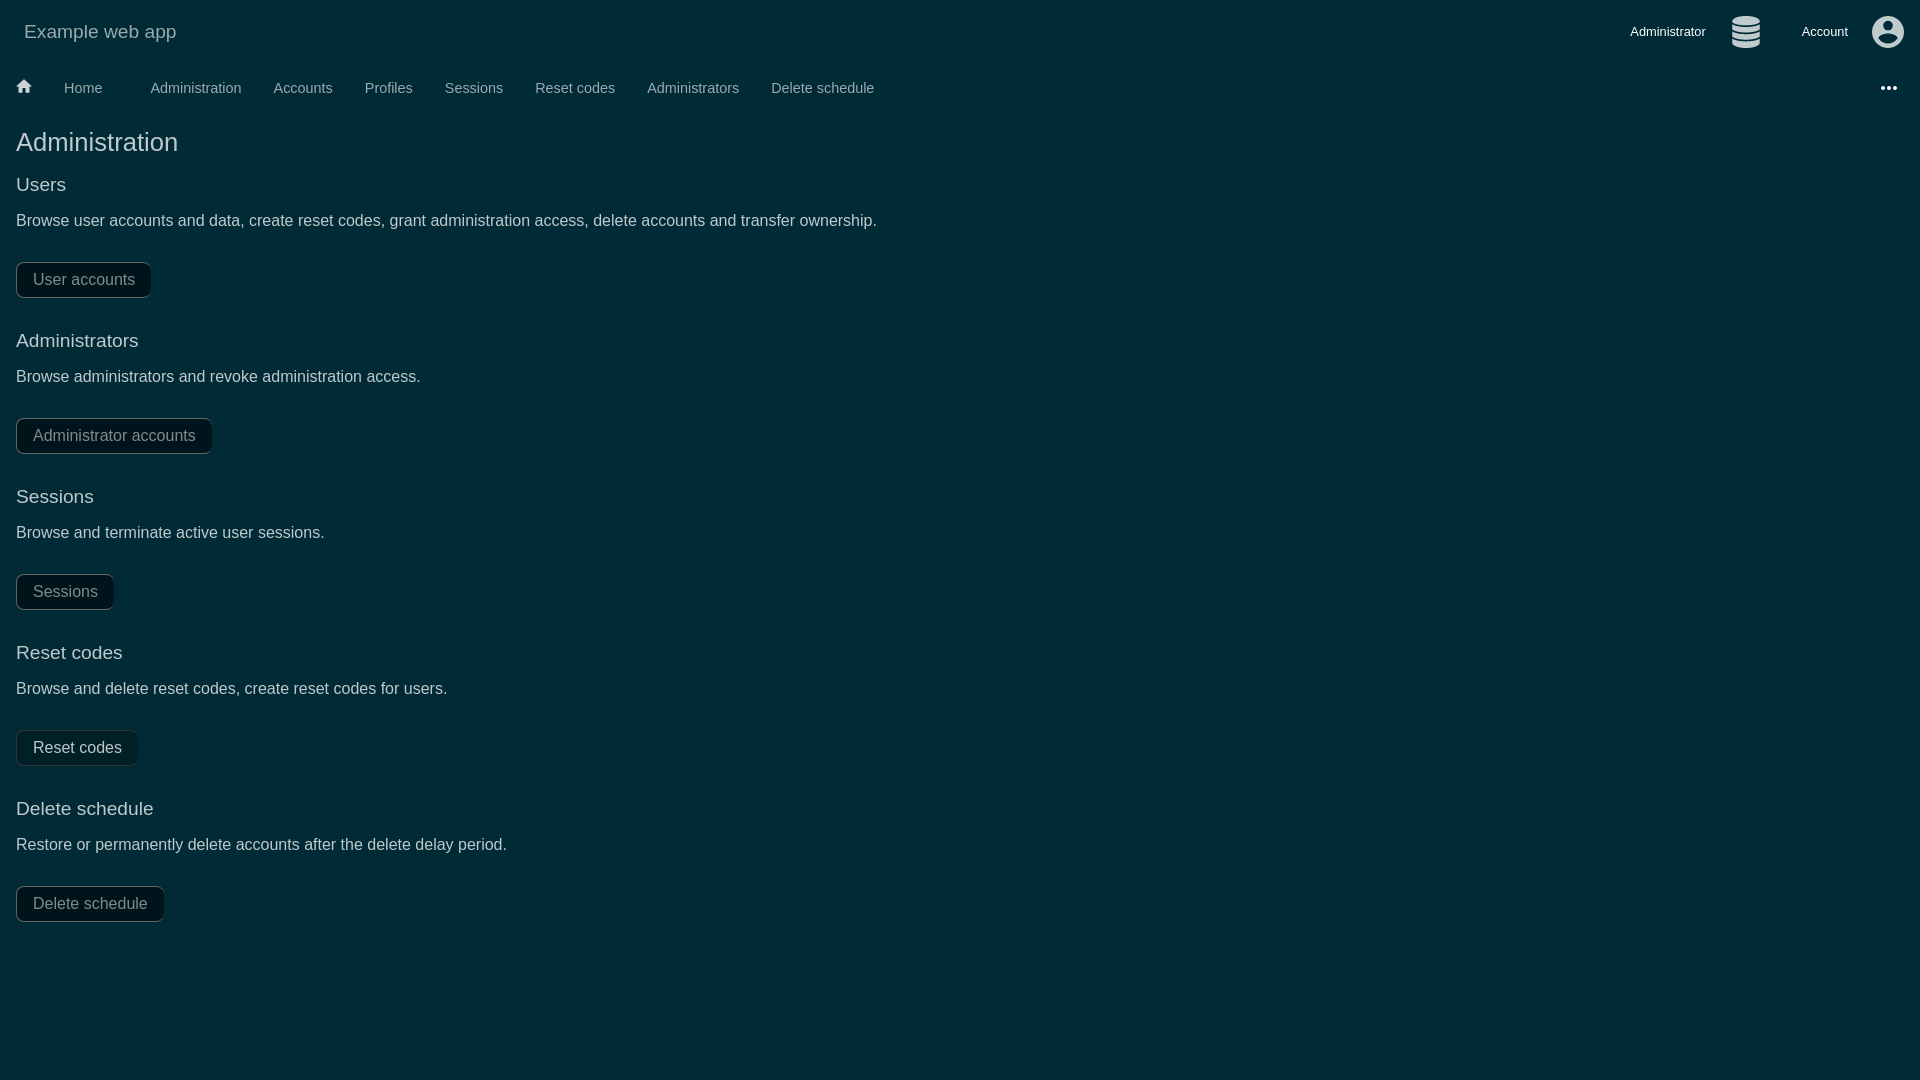 Example web app
Administrator
Account
Home
Administration
Accounts
Profiles
Sessions
Reset codes
Administrators
Delete schedule
Administration
Users
Browse user accounts and data, create reset codes, grant administration access, delete accounts and transfer ownership.
User accounts
Administrators
Browse administrators and revoke administration access.
Administrator accounts
Sessions
Browse and terminate active user sessions.
Sessions
Reset codes
Browse and delete reset codes, create reset codes for users.
Reset codes
Delete schedule
Restore or permanently delete accounts after the delete delay period.
Delete schedule